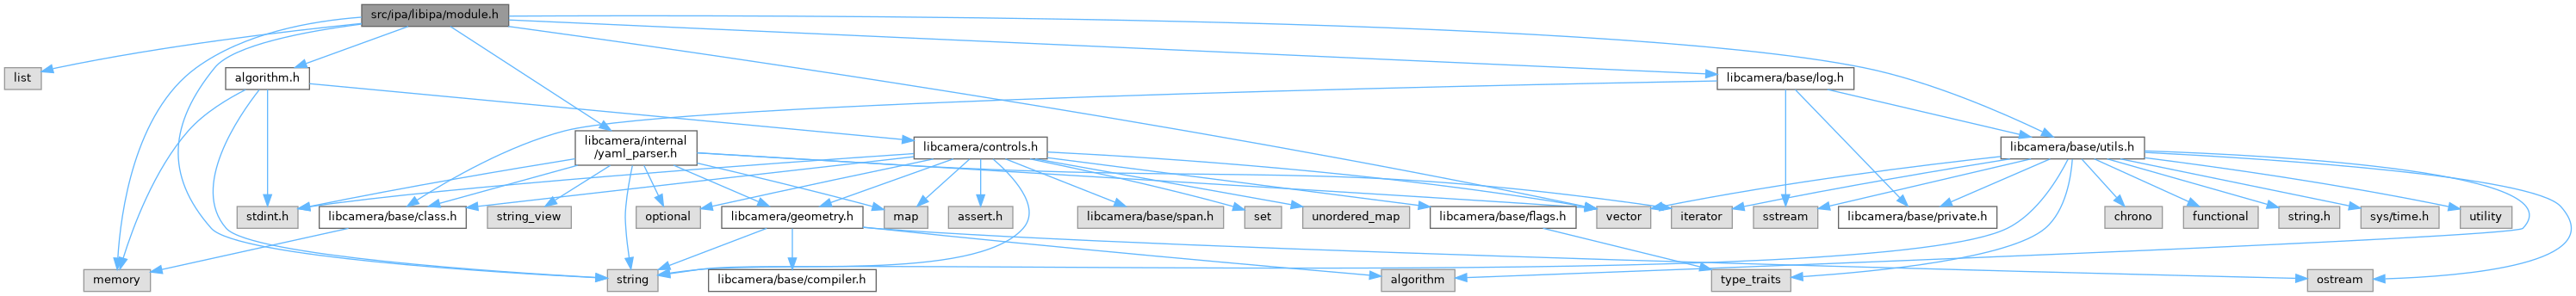 src/ipa/libipa/module.h
list
algorithm.h
libcamera/base/log.h
libcamera/internal
/yaml_parser.h
libcamera/controls.h
libcamera/base/utils.h
stdint.h
libcamera/base/class.h
string_view
optional
libcamera/geometry.h
map
assert.h
libcamera/base/span.h
set
unordered_map
libcamera/base/flags.h
vector
iterator
sstream
libcamera/base/private.h
chrono
functional
string.h
sys/time.h
utility
memory
string
libcamera/base/compiler.h
algorithm
type_traits
ostream